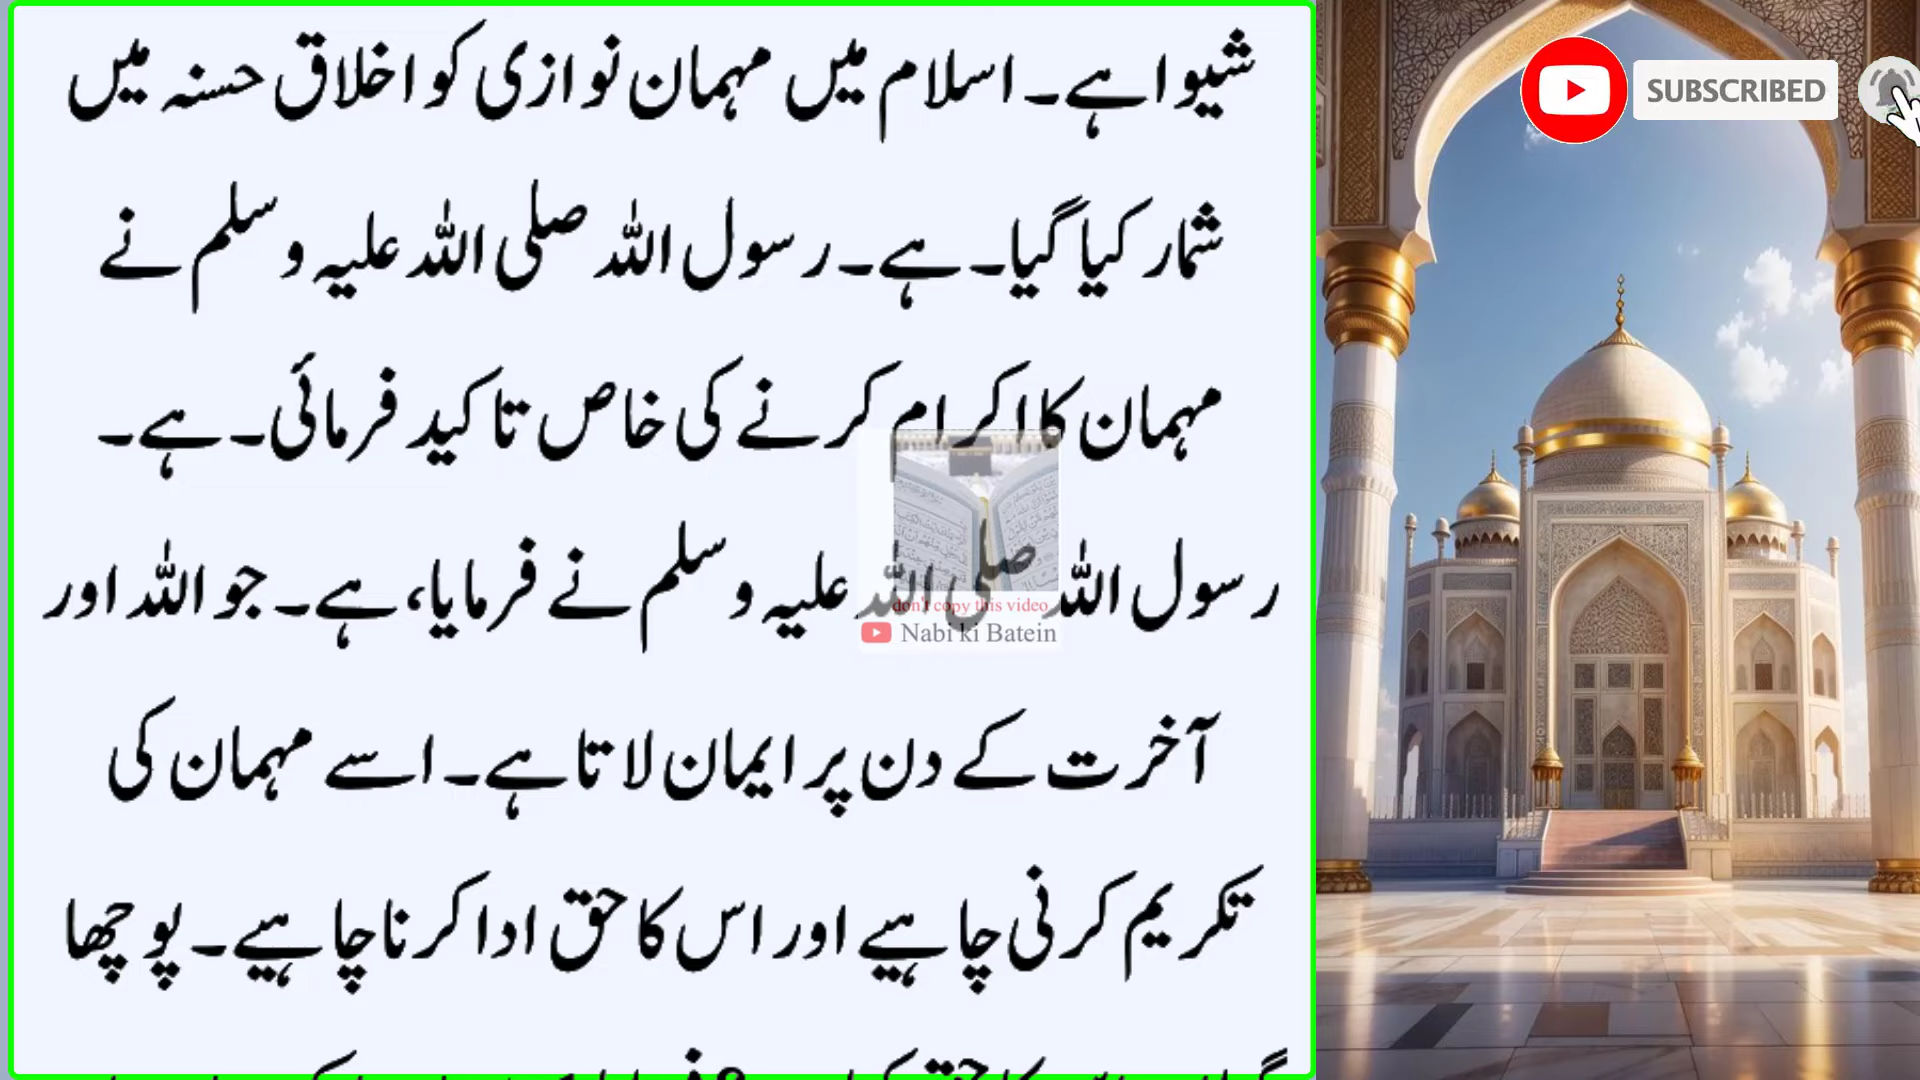 شیوا ہے۔ اسلام میں مہمان نوازی کو اخلاق حسنہ میں
شمار کیا گیا۔ ہے۔ رسول اللہ صلی اللہ علیہ و سلم نے
مہمان کا اکرام کرنے کی خاص تاکید فرمائی۔ ہے۔
رسول اللہ صلی اللہ علیہ و سلم نے فرمایا، ہے۔ جو اللہ اور
آخرت کے دن پر ایمان لاتا ہے۔ اسے مہمان کی
تکریم کرنی چاہیے اور اس کا حق ادا کرنا چاہیے۔ پوچھا
don't copy this video
Nabi ki Batein
SUBSCRIBED